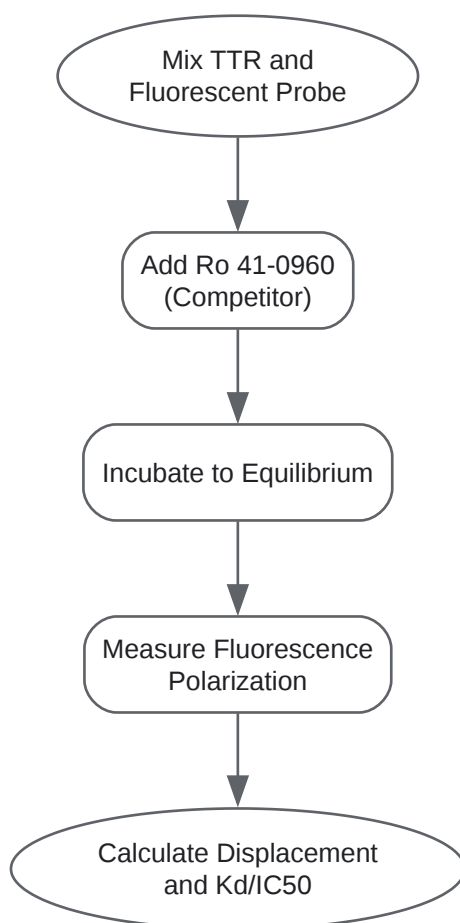 Mix TTR and
Fluorescent Probe
Add Ro 41-0960
(Competitor)
Incubate to Equilibrium
Measure Fluorescence
Polarization
Calculate Displacement
and Kd/IC50